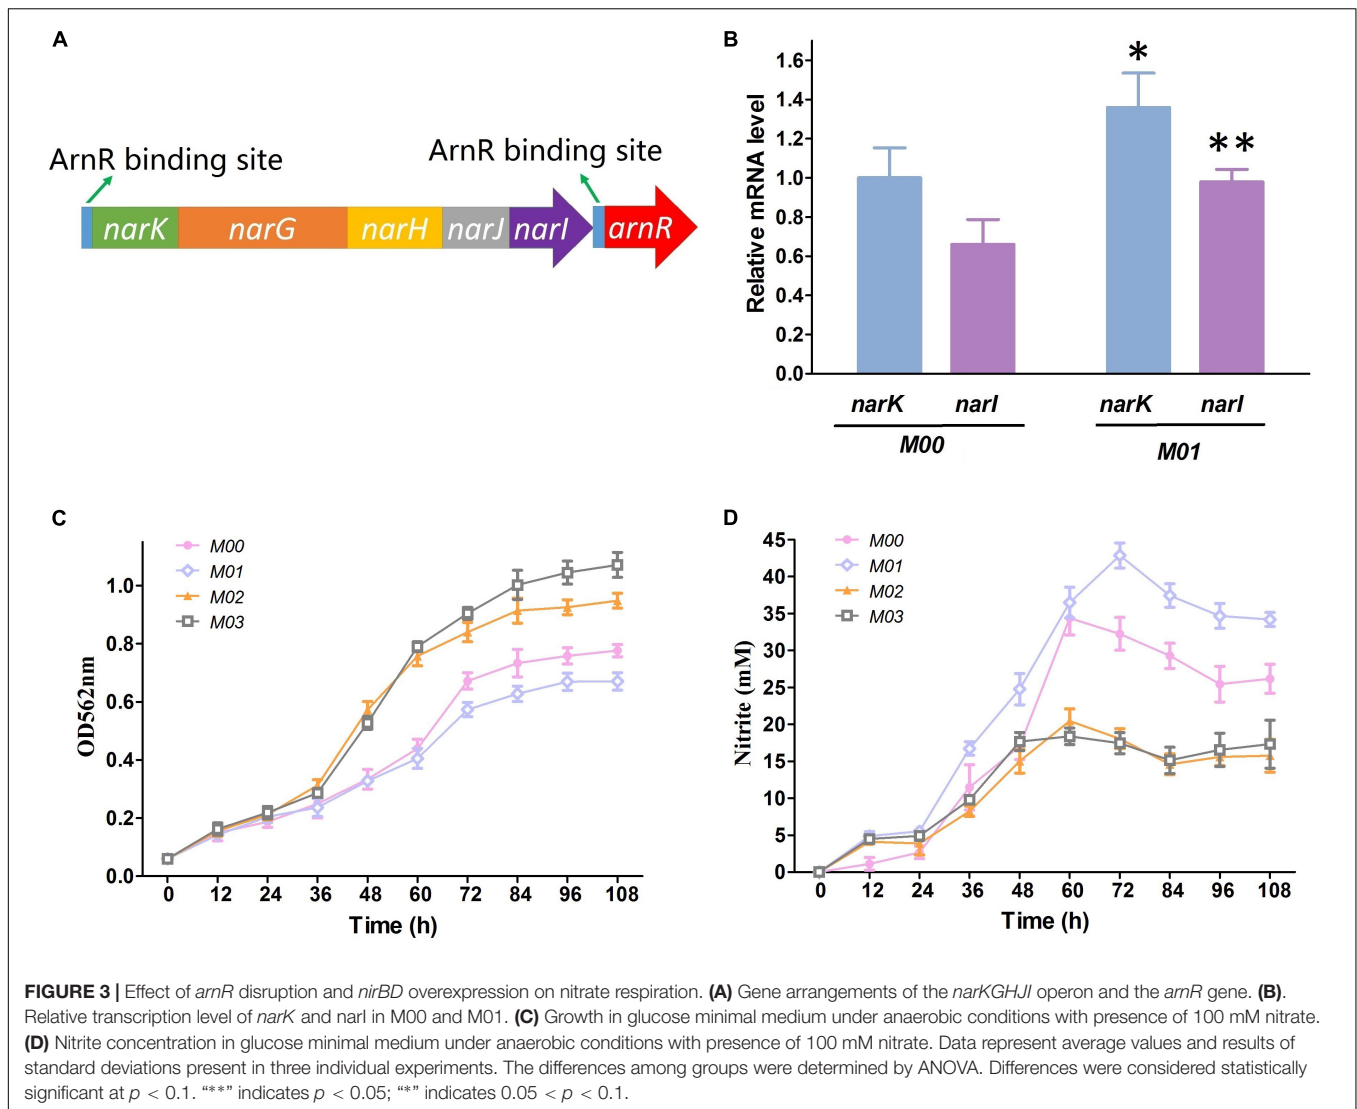 A
ArnR binding site
ArnR binding site
narK narG narH narJ narI arnR
B
Relative mRNA level
1.6
1.4
1.2
1.0
0.8
0.6
0.4
0.2
0.0
*
**
narK narI narK narI
M00 M01
C
M00
M01
M02
M03
OD562nm
1.0
0.8
0.6
0.4
0.2
0.0
0 12 24 36 48 60 72 84 96 108
Time (h)
D
M00
M01
M02
M03
Nitrite (mM)
45
40
35
30
25
20
15
10
5
0
0 12 24 36 48 60 72 84 96 108
Time (h)
FIGURE 3 | Effect of arnR disruption and nirBD overexpression on nitrate respiration. (A) Gene arrangements of the narKGHJI operon and the arnR gene. (B).
Relative transcription level of narK and narI in M00 and M01. (C) Growth in glucose minimal medium under anaerobic conditions with presence of 100 mM nitrate.
(D) Nitrite concentration in glucose minimal medium under anaerobic conditions with presence of 100 mM nitrate. Data represent average values and results of
standard deviations present in three individual experiments. The differences among groups were determined by ANOVA. Differences were considered statistically
significant at p < 0.1. “**” indicates p < 0.05; “*” indicates 0.05 < p < 0.1.